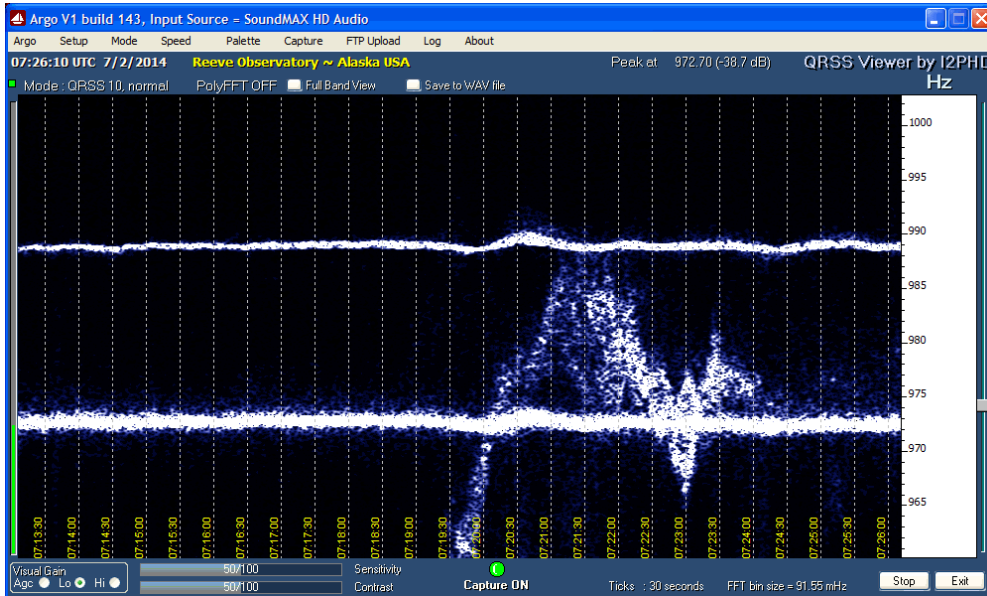 Argo V1 build 143, Input Source = SoundMAX HD Audio
Argo Setup Mode Speed Palette Capture FTP Upload Log About
07:26:10 UTC 7/2/2014 Reeve Observatory ~ Alaska USA Peak at 972.70 (-38.7 dB) QRSS Viewer by I2PHD
Mode : QRSS 10, normal PolyFFT OFF Full Band View Save to WAV file Hz
1000
995
990
985
980
975
970
965
07:13:30 07:14:00 07:14:30 07:15:00 07:15:30 07:16:00 07:16:30 07:17:00 07:17:30 07:18:00 07:18:30 07:19:00 07:19:30 07:20:00 07:20:30 07:21:00 07:21:30 07:22:00 07:22:30 07:23:00 07:23:30 07:24:00 07:24:30 07:25:00 07:25:30 07:26:00
Visual Gain 50/100 Sensitivity
Agc Lo Hi 50/100 Contrast Capture ON Ticks : 30 seconds FFT bin size = 91.55 mHz Stop Exit